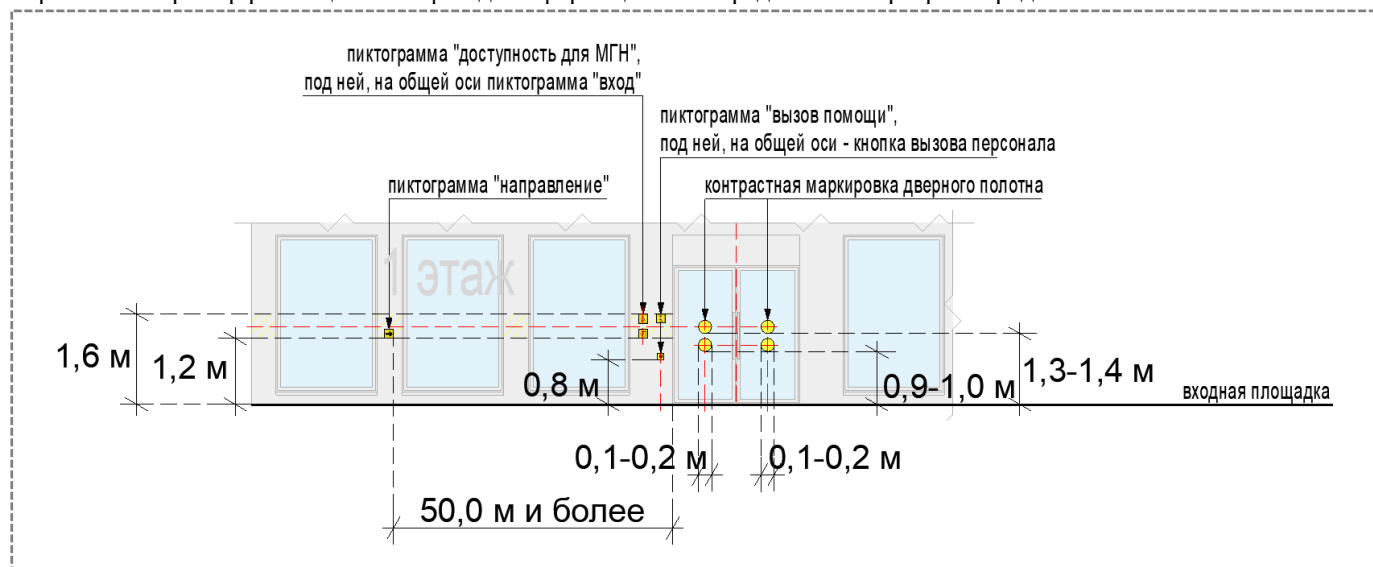 пиктограмма "доступность для МГН",
под ней, на общей оси пиктограмма "вход"
пиктограмма "вызов помощи",
под ней, на общей оси - кнопка вызова персонала
пиктограмма "направление"
контрастная маркировка дверного полотна
1 этаж
1,6 м
1,2 м
0,8 м
0,9-1,0 м
1,3-1,4 м
входная площадка
0,1-0,2 м
0,1-0,2 м
50,0 м и более